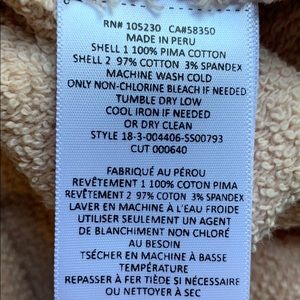 RN# 105230 CA#58350
MADE IN PERU
SHELL 1 100% PIMA COTTON
SHELL 2 97% COTTON 3% SPANDEX
MACHINE WASH COLD
ONLY NON-CHLORINE BLEACH IF NEEDED
TUMBLE DRY LOW
COOL IRON IF NEEDED
OR DRY CLEAN
STYLE 18-3-004406-SS00793
CUT 000640
FABRIQUÉ AU PÉROU
REVÊTEMENT 1 100% COTON PIMA
REVÊTEMENT 2 97% COTON 3% SPANDEX
LAVER EN MACHINE À L'EAU FROIDE
UTILISER SEULEMENT UN AGENT
DE BLANCHIMENT NON CHLORÉ
AU BESOIN
TSÉCHER EN MACHINE À BASSE
TEMPÉRATURE
REPASSER À FER TIÈDE SI NÉCESSAIRE
OU NETTOYER À SEC